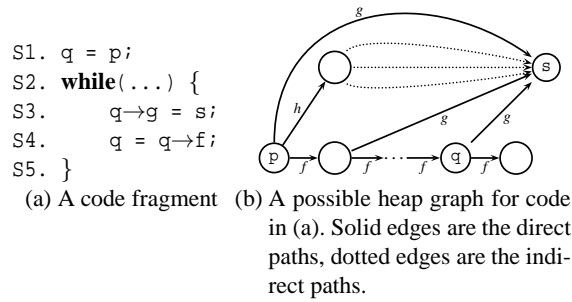 S1. q = p;
S2. while(...) {
S3. q→g = s;
S4. q = q→f;
S5. }
(a) A code fragment
g
s
h
g
g
p
f
f
...
q
f
f
(b) A possible heap graph for code
in (a). Solid edges are the direct
paths, dotted edges are the indi-
rect paths.